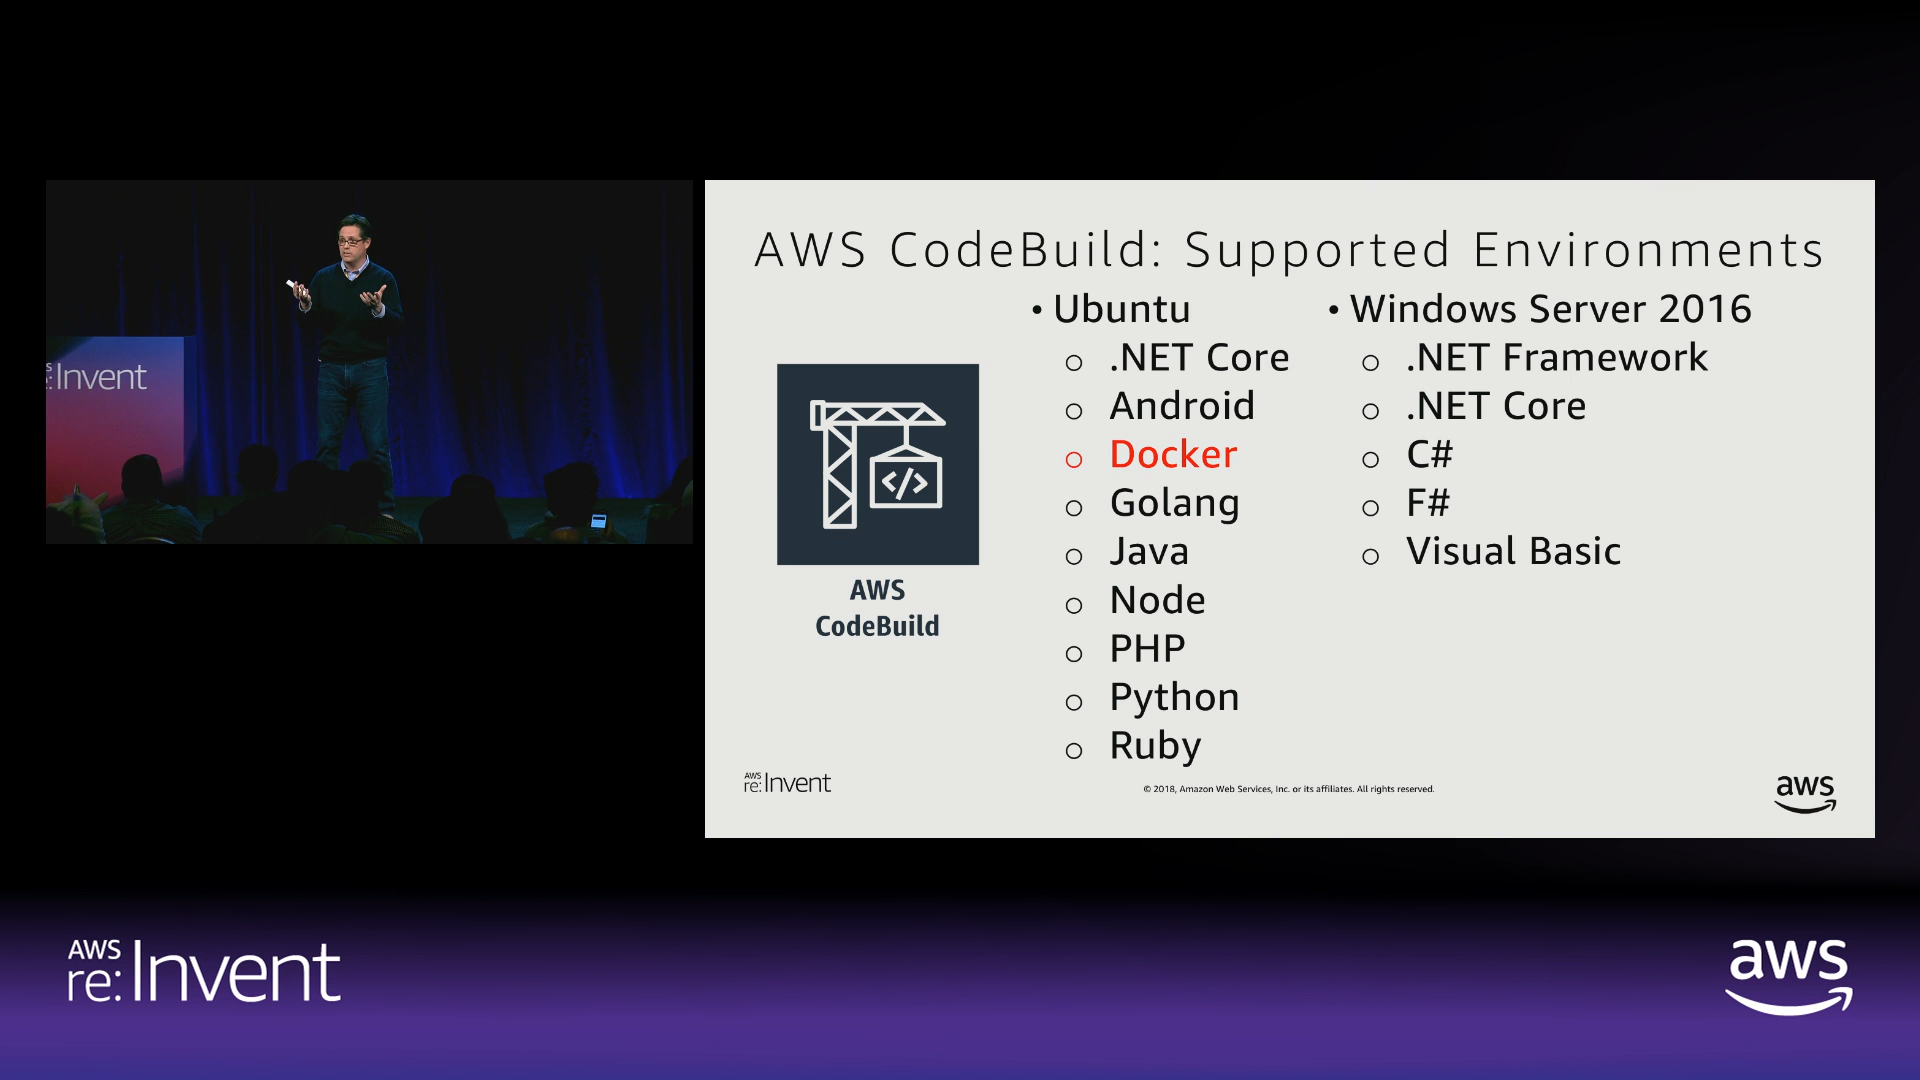 s
:Invent
AWS CodeBuild: Supported Environments
AWS
CodeBuild
• Ubuntu
○ .NET Core
○ Android
○ Docker
○ Golang
○ Java
○ Node
○ PHP
○ Python
○ Ruby
• Windows Server 2016
○ .NET Framework
○ .NET Core
○ C#
○ F#
○ Visual Basic
</>
AWS
re:Invent
© 2018, Amazon Web Services, Inc. or its affiliates. All rights reserved.
aws
AWS
re:Invent
aws